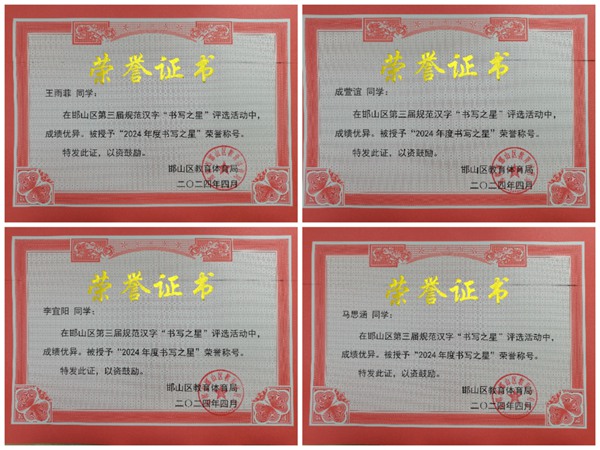 荣誉证书
王雨菲 同学：
在邯山区第三届规范汉字“书写之星”评选活动中，
成绩优异。被授予“2024年度书写之星”荣誉称号。
特发此证，以资鼓励。
邯山区教育体育局
二〇二四年四月
荣誉证书
成萱谊 同学：
在邯山区第三届规范汉字“书写之星”评选活动中，
成绩优异。被授予“2024年度书写之星”荣誉称号。
特发此证，以资鼓励。
邯山区教育体育局
二〇二四年四月
荣誉证书
李宜阳 同学：
在邯山区第三届规范汉字“书写之星”评选活动中，
成绩优异。被授予“2024年度书写之星”荣誉称号。
特发此证，以资鼓励。
邯山区教育体育局
二〇二四年四月
荣誉证书
马思涵 同学：
在邯山区第三届规范汉字“书写之星”评选活动中，
成绩优异。被授予“2024年度书写之星”荣誉称号。
特发此证，以资鼓励。
邯山区教育体育局
二〇二四年四月